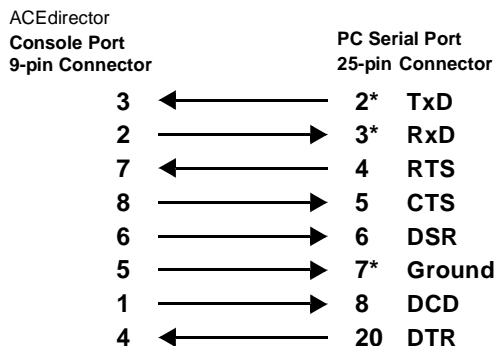 ACEdirector
Console Port
9-pin Connector
PC Serial Port
25-pin Connector
3 2* TxD
2 3* RxD
7 4 RTS
8 5 CTS
6 6 DSR
5 7* Ground
1 8 DCD
4 20 DTR